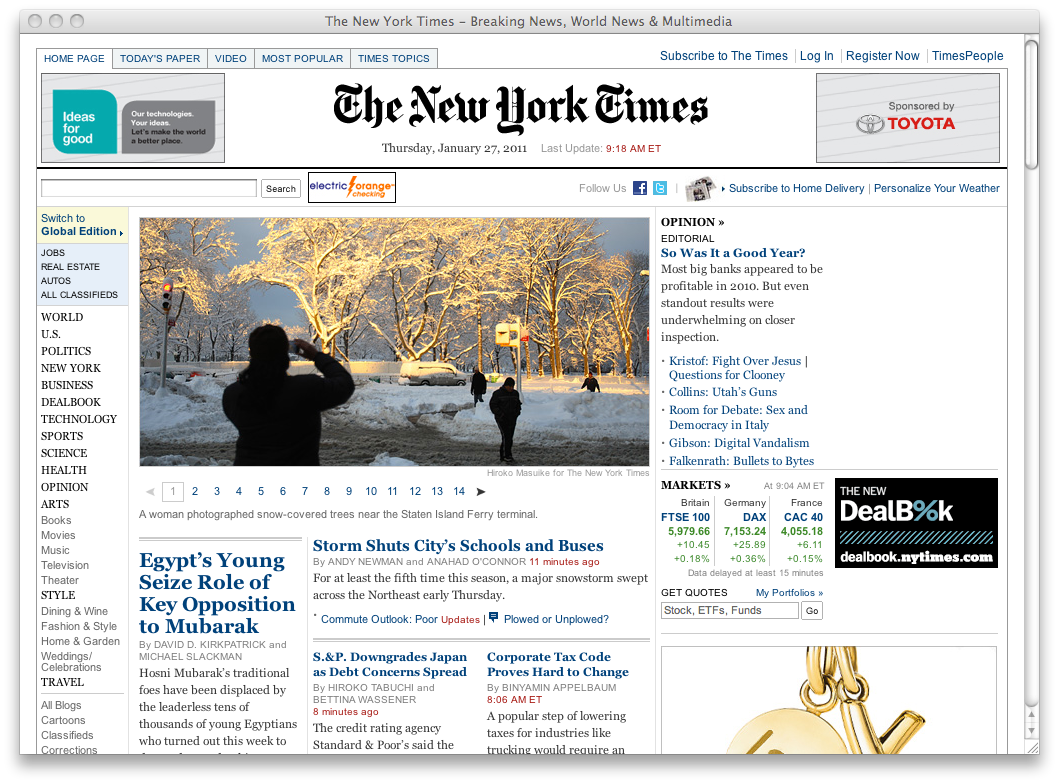 The New York Times – Breaking News, World News & Multimedia
HOME PAGE TODAY'S PAPER VIDEO MOST POPULAR TIMES TOPICS
Subscribe to The Times Log In Register Now TimesPeople
Ideas
for
good
Our technologies.
Your ideas.
Let's make the world
a better place.
The New York Times
Thursday, January 27, 2011 Last Update: 9:18 AM ET
Sponsored by
TOYOTA
Search
electric orange
checking
Follow Us | Subscribe to Home Delivery | Personalize Your Weather
Switch to
Global Edition
JOBS
REAL ESTATE
AUTOS
ALL CLASSIFIEDS
WORLD
U.S.
POLITICS
NEW YORK
BUSINESS
DEALBOOK
TECHNOLOGY
SPORTS
SCIENCE
HEALTH
OPINION
ARTS
Books
Movies
Music
Television
Theater
STYLE
Dining & Wine
Fashion & Style
Home & Garden
Weddings/
Celebrations
TRAVEL
All Blogs
Cartoons
Classifieds
Corrections
Hiroko Masuike for The New York Times
1 2 3 4 5 6 7 8 9 10 11 12 13 14
A woman photographed snow-covered trees near the Staten Island Ferry terminal.
Egypt's Young
Seize Role of
Key Opposition
to Mubarak
By DAVID D. KIRKPATRICK and
MICHAEL SLACKMAN
Hosni Mubarak's traditional
foes have been displaced by
the leaderless tens of
thousands of young Egyptians
who turned out this week to
Storm Shuts City's Schools and Buses
By ANDY NEWMAN and ANAHAD O'CONNOR 11 minutes ago
For at least the fifth time this season, a major snowstorm swept
across the Northeast early Thursday.
Commute Outlook: Poor Updates | Plowed or Unplowed?
S.&P. Downgrades Japan
as Debt Concerns Spread
By HIROKO TABUCHI and
BETTINA WASSENER
8 minutes ago
The credit rating agency
Standard & Poor's said the
Corporate Tax Code
Proves Hard to Change
By BINYAMIN APPELBAUM
8:06 AM ET
A popular step of lowering
taxes for industries like
trucking would require an
OPINION »
EDITORIAL
So Was It a Good Year?
Most big banks appeared to be
profitable in 2010. But even
standout results were
underwhelming on closer
inspection.
· Kristof: Fight Over Jesus |
Questions for Clooney
· Collins: Utah's Guns
· Room for Debate: Sex and
Democracy in Italy
· Gibson: Digital Vandalism
· Falkenrath: Bullets to Bytes
MARKETS » At 9:04 AM ET
Britain Germany France
FTSE 100 DAX CAC 40
5,979.66 7,153.24 4,055.18
+10.45 +25.89 +6.11
+0.18% +0.36% +0.15%
Data delayed at least 15 minutes
GET QUOTES My Portfolios »
Stock, ETFs, Funds Go
THE NEW
DealB%k
dealbook.nytimes.com